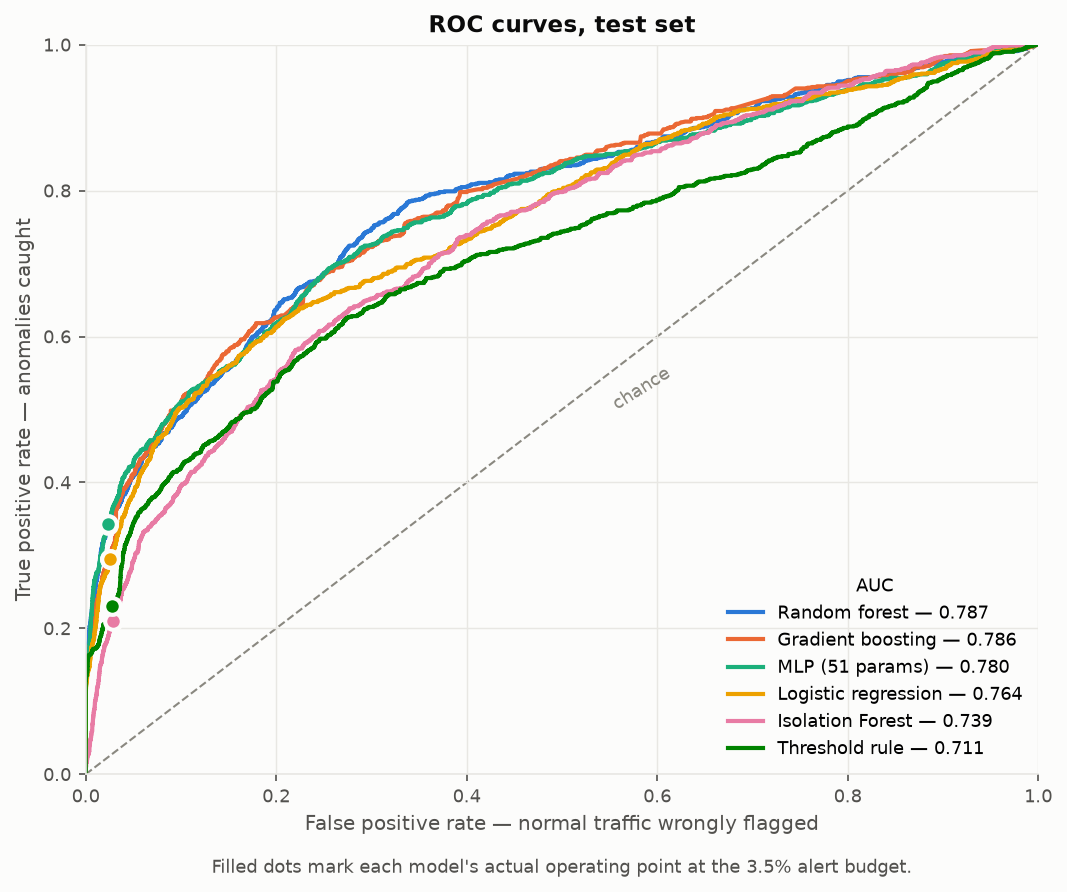 ROC curves, test set
True positive rate — anomalies caught
1.0
0.8
0.6
0.4
0.2
0.0
chance
AUC
Random forest — 0.787
Gradient boosting — 0.786
MLP (51 params) — 0.780
Logistic regression — 0.764
Isolation Forest — 0.739
Threshold rule — 0.711
0.0 0.2 0.4 0.6 0.8 1.0
False positive rate — normal traffic wrongly flagged
Filled dots mark each model's actual operating point at the 3.5% alert budget.